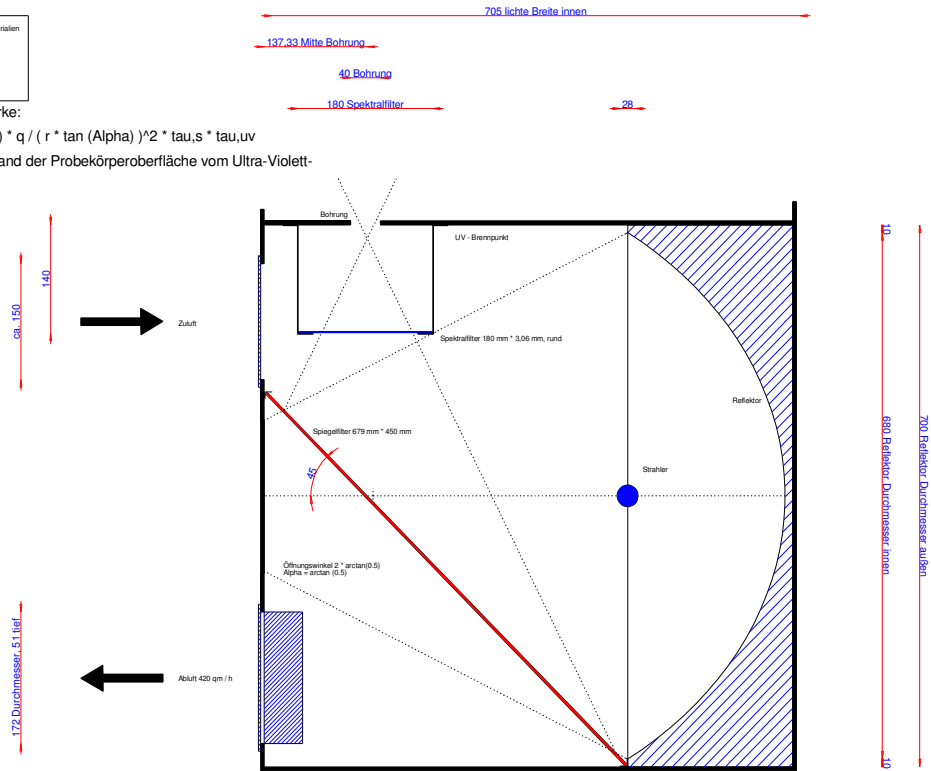 705 lichte Breite innen
rialien
137,33 Mitte Bohrung
40 Bohrung
180 Spektralfilter
28
rke:
) * q / ( r * tan (Alpha) )^2 * tau,s * tau,uv
and der Probekörperoberfläche vom Ultra-Violett-
Bohrung
UV - Brennpunkt
10
140
ca. 150
Zuluft
Spektralfilter 180 mm * 3,06 mm, rund
Reflektor
Spiegelfilter 679 mm * 450 mm
45
Strahler
680 Reflektor Durchmesser innen
700 Reflektor Durchmesser außen
Öffnungswinkel 2 * arctan(0.5)
Alpha = arctan (0.5)
172 Durchmesser, 51 tief
Abluft 420 qm / h
10